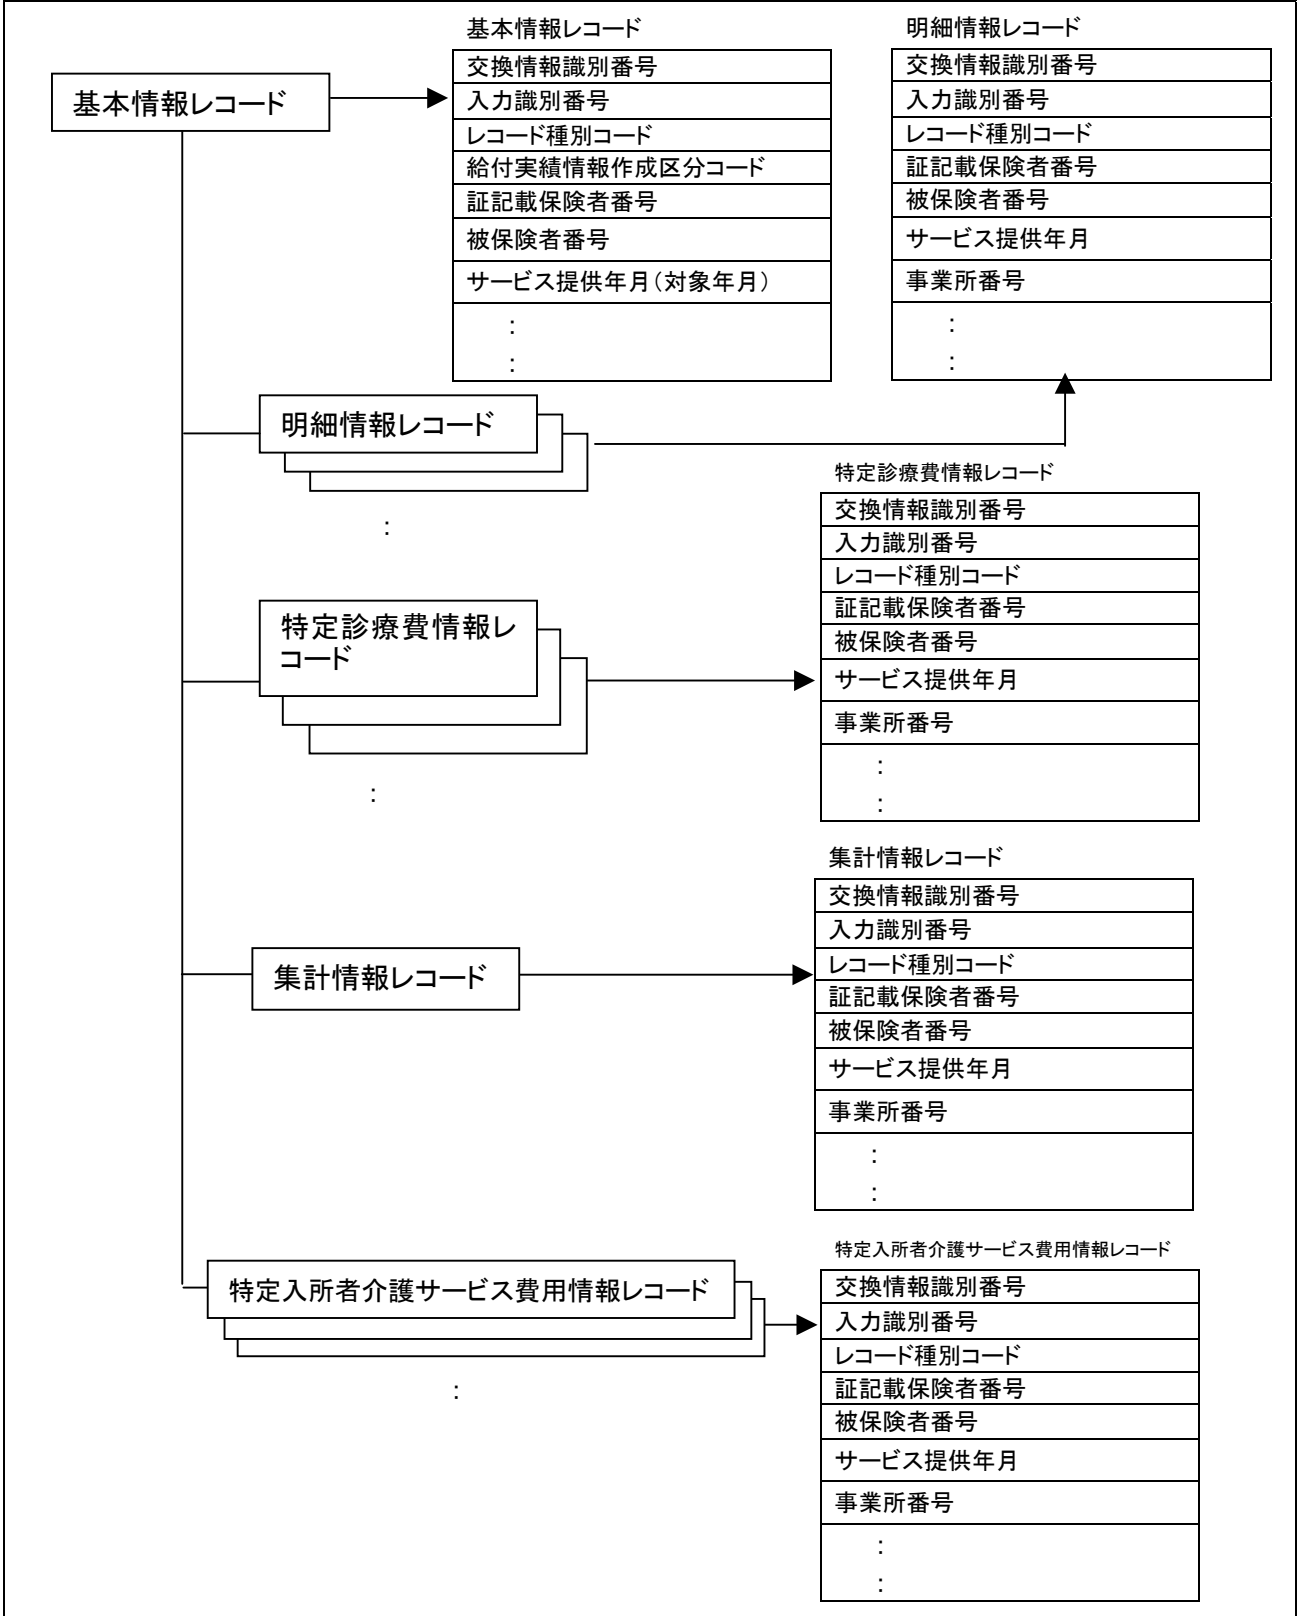 基本情報レコード
基本情報レコード
交換情報識別番号
入力識別番号
レコード種別コード
給付実績情報作成区分コード
証記載保険者番号
被保険者番号
サービス提供年月(対象年月)
:
:
明細情報レコード
交換情報識別番号
入力識別番号
レコード種別コード
証記載保険者番号
被保険者番号
サービス提供年月
事業所番号
:
:
明細情報レコード
:
特定診療費情報レ
コード
:
特定診療費情報レコード
交換情報識別番号
入力識別番号
レコード種別コード
証記載保険者番号
被保険者番号
サービス提供年月
事業所番号
:
:
集計情報レコード
集計情報レコード
交換情報識別番号
入力識別番号
レコード種別コード
証記載保険者番号
被保険者番号
サービス提供年月
事業所番号
:
:
特定入所者介護サービス費用情報レコード
:
特定入所者介護サービス費用情報レコード
交換情報識別番号
入力識別番号
レコード種別コード
証記載保険者番号
被保険者番号
サービス提供年月
事業所番号
:
: